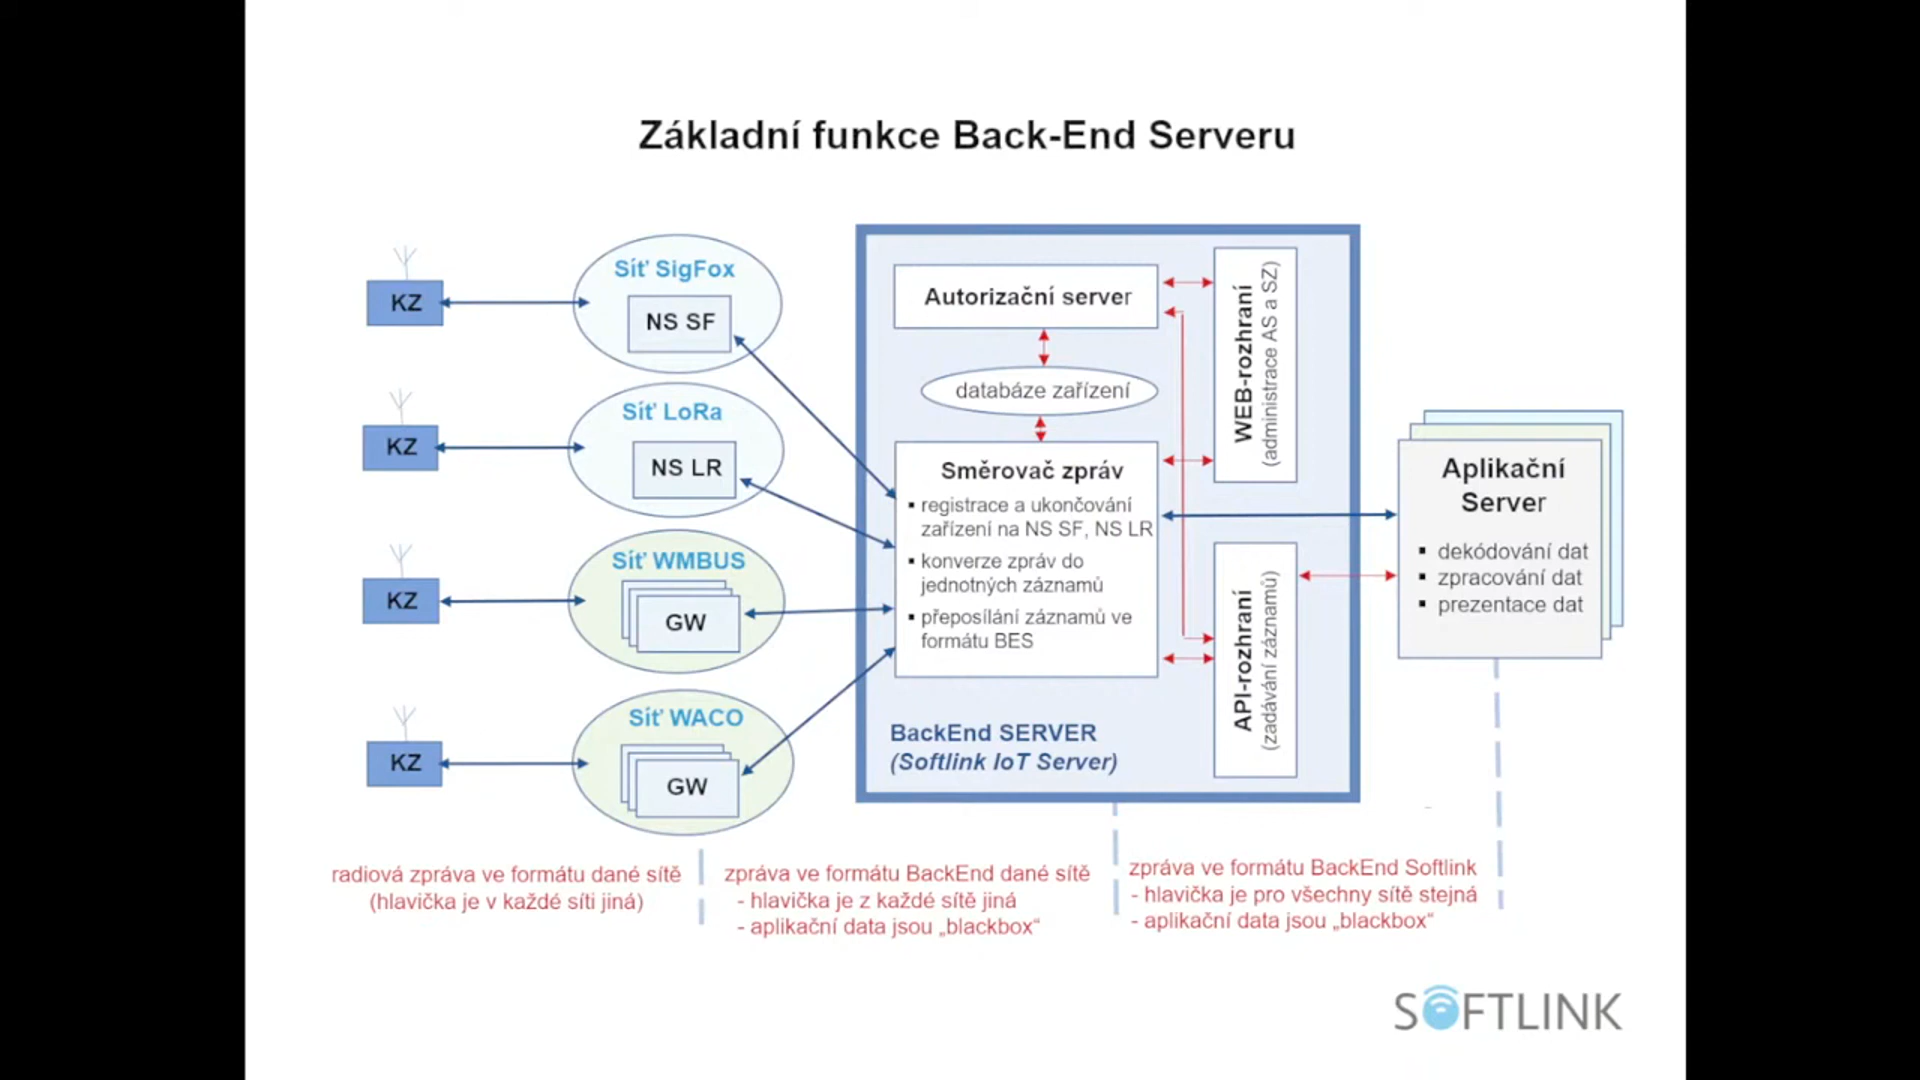 Základní funkce Back-End Serveru
KZ
Síť SigFox
NS SF
KZ
Síť LoRa
NS LR
KZ
Síť WMBUS
GW
KZ
Síť WACO
GW
Autorizační server
databáze zařízení
Směrovač zpráv
▪ registrace a ukončování
zařízení na NS SF, NS LR
▪ konverze zpráv do
jednotných záznamů
▪ přeposílání záznamů ve
formátu BES
BackEnd SERVER
(Softlink IoT Server)
WEB-rozhraní
(administrace AS a SZ)
API-rozhraní
(zadávání záznamů)
Aplikační
Server
▪ dekódování dat
▪ zpracování dat
▪ prezentace dat
radiová zpráva ve formátu dané sítě
(hlavička je v každé síti jiná)
zpráva ve formátu BackEnd dané sítě
- hlavička je z každé sítě jiná
- aplikační data jsou „blackbox“
zpráva ve formátu BackEnd Softlink
- hlavička je pro všechny sítě stejná
- aplikační data jsou „blackbox“
SOFTLINK